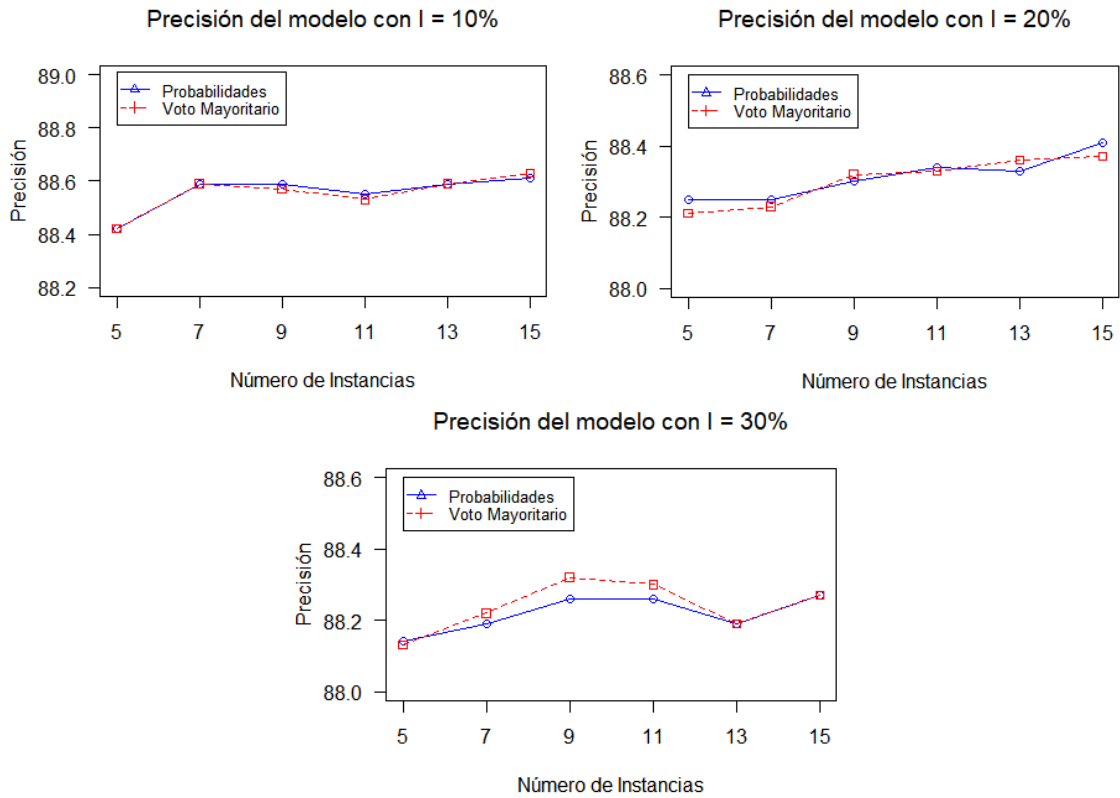 Precisión del modelo con I = 10%
89.0
88.8
88.6
88.4
88.2
Precisión
Probabilidades
Voto Mayoritario
5 7 9 11 13 15
Número de Instancias
Precisión del modelo con I = 20%
88.6
88.4
88.2
88.0
Precisión
Probabilidades
Voto Mayoritario
5 7 9 11 13 15
Número de Instancias
Precisión del modelo con I = 30%
88.6
88.4
88.2
88.0
Precisión
Probabilidades
Voto Mayoritario
5 7 9 11 13 15
Número de Instancias